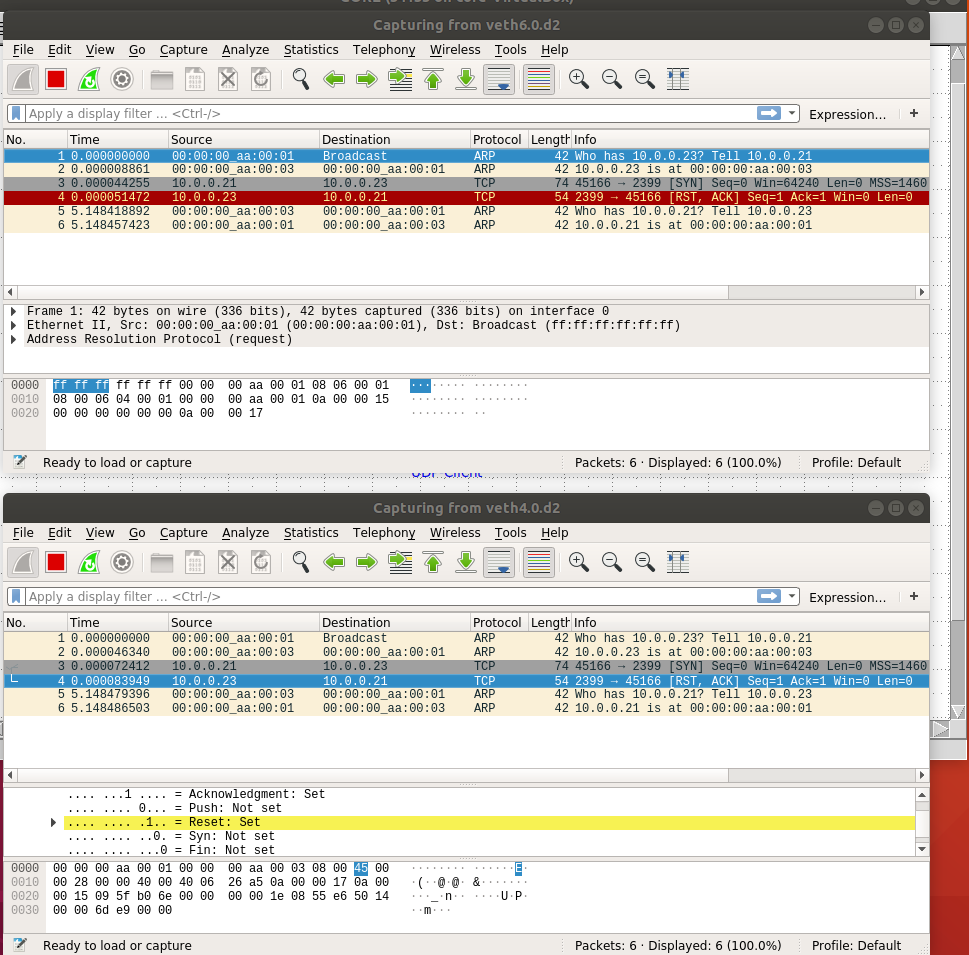 Capturing from veth6.0.d2
File Edit View Go Capture Analyze Statistics Telephony Wireless Tools Help
Apply a display filter ... <Ctrl-/> Expression... +
No. Time Source Destination Protocol Length Info
1 0.000000000 00:00:00_aa:00:01 Broadcast ARP 42 Who has 10.0.0.23? Tell 10.0.0.21
2 0.000008861 00:00:00_aa:00:03 00:00:00_aa:00:01 ARP 42 10.0.0.23 is at 00:00:00:aa:00:03
3 0.000044255 10.0.0.21 10.0.0.23 TCP 74 45166 → 2399 [SYN] Seq=0 Win=64240 Len=0 MSS=1460
4 0.000051472 10.0.0.23 10.0.0.21 TCP 54 2399 → 45166 [RST, ACK] Seq=1 Ack=1 Win=0 Len=0
5 5.148418892 00:00:00_aa:00:03 00:00:00_aa:00:01 ARP 42 Who has 10.0.0.21? Tell 10.0.0.23
6 5.148457423 00:00:00_aa:00:01 00:00:00_aa:00:03 ARP 42 10.0.0.21 is at 00:00:00:aa:00:01
Frame 1: 42 bytes on wire (336 bits), 42 bytes captured (336 bits) on interface 0
Ethernet II, Src: 00:00:00_aa:00:01 (00:00:00:aa:00:01), Dst: Broadcast (ff:ff:ff:ff:ff:ff)
Address Resolution Protocol (request)
0000 ff ff ff ff ff ff 00 00 00 aa 00 01 08 06 00 01 ········ ········
0010 08 00 06 04 00 01 00 00 00 aa 00 01 0a 00 00 15 ········ ········
0020 00 00 00 00 00 00 0a 00 00 17 ········ ··
Ready to load or capture Packets: 6 · Displayed: 6 (100.0%) Profile: Default
UDP Client
Capturing from veth4.0.d2
File Edit View Go Capture Analyze Statistics Telephony Wireless Tools Help
Apply a display filter ... <Ctrl-/> Expression... +
No. Time Source Destination Protocol Length Info
1 0.000000000 00:00:00_aa:00:01 Broadcast ARP 42 Who has 10.0.0.23? Tell 10.0.0.21
2 0.000046340 00:00:00_aa:00:03 00:00:00_aa:00:01 ARP 42 10.0.0.23 is at 00:00:00:aa:00:03
3 0.000072412 10.0.0.21 10.0.0.23 TCP 74 45166 → 2399 [SYN] Seq=0 Win=64240 Len=0 MSS=1460
4 0.000083949 10.0.0.23 10.0.0.21 TCP 54 2399 → 45166 [RST, ACK] Seq=1 Ack=1 Win=0 Len=0
5 5.148479396 00:00:00_aa:00:03 00:00:00_aa:00:01 ARP 42 Who has 10.0.0.21? Tell 10.0.0.23
6 5.148486503 00:00:00_aa:00:01 00:00:00_aa:00:03 ARP 42 10.0.0.21 is at 00:00:00:aa:00:01
.... ...1 .... = Acknowledgment: Set
.... .... 0... = Push: Not set
.... .... .1.. = Reset: Set
.... .... ..0. = Syn: Not set
.... .... ...0 = Fin: Not set
0000 00 00 00 aa 00 01 00 00 00 aa 00 03 08 00 45 00 ········ ······E·
0010 00 28 00 00 40 00 40 06 26 a5 0a 00 00 17 0a 00 ·(··@·@· &·······
0020 00 15 09 5f b0 6e 00 00 00 00 1e 08 55 e6 50 14 ···_·n·· ····U·P·
0030 00 00 6d e9 00 00 ··m···
Ready to load or capture Packets: 6 · Displayed: 6 (100.0%) Profile: Default